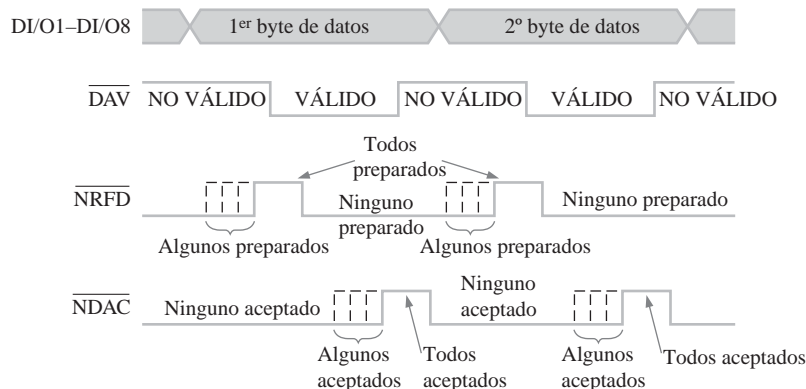 DI/O1–DI/O8 1er byte de datos 2º byte de datos
DAV NO VÁLIDO VÁLIDO NO VÁLIDO VÁLIDO NO VÁLIDO
Todos
preparados
NRFD Ninguno preparado
Ninguno
preparado
Algunos preparados Algunos preparados
Ninguno
aceptado
NDAC Ninguno aceptado
Algunos
aceptados
Todos
aceptados
Algunos
aceptados
Todos aceptados